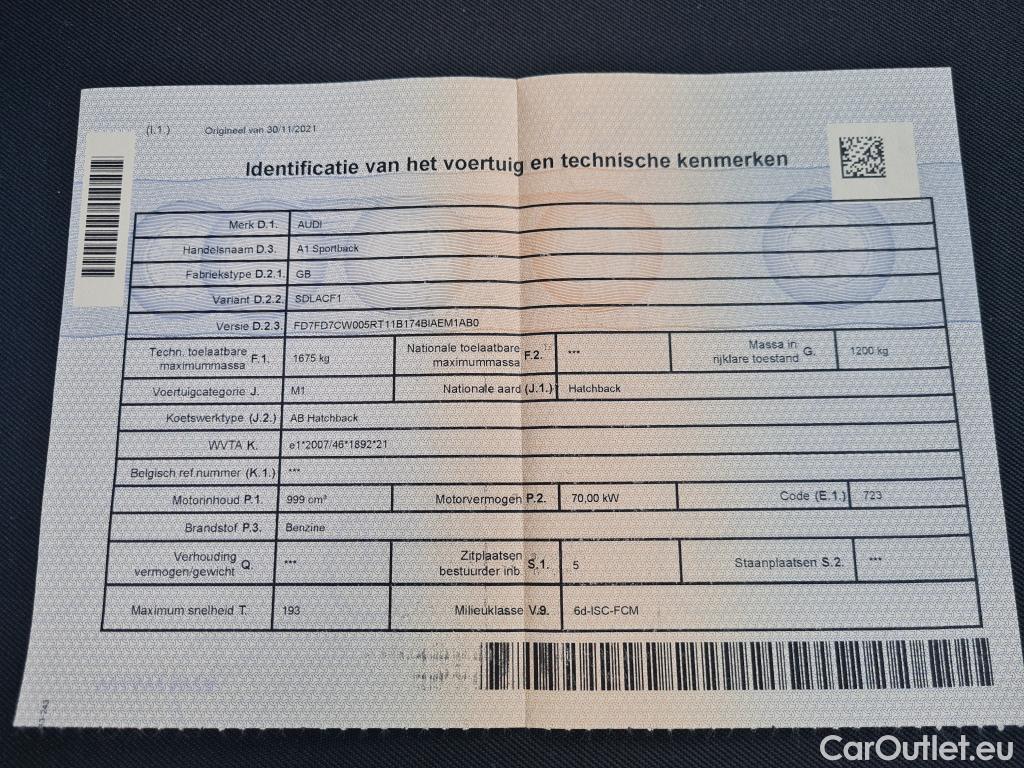 (I.1.) Origineel van 30/11/2021
Identificatie van het voertuig en technische kenmerken
Merk D.1. AUDI
Handelsnaam D.3. A1 Sportback
Fabriekstype D.2.1. GB
Variant D.2.2. SDLACF1
Versie D.2.3. FD7FD7CW005RT11B174BIAEM1AB0
Techn. toelaatbare maximummassa F.1. 1675 kg Nationale toelaatbare maximummassa F.2. *** Massa in rijklare toestand G. 1200 kg
Voertuigcategorie J. M1 Nationale aard (J.1.) Hatchback
Koetswerktype (J.2.) AB Hatchback
WVTA K. e1*2007/46*1892*21
Belgisch ref.nummer (K.1.) ***
Motorinhoud P.1. 999 cm³ Motorvermogen P.2. 70,00 kW Code (E.1.) 723
Brandstof P.3. Benzine
Verhouding vermogen/gewicht Q. *** Zitplaatsen bestuurder inb. S.1. 5 Staanplaatsen S.2. ***
Maximum snelheid T. 193 Milieuklasse V.9. 6d-ISC-FCM
CarOutlet.eu